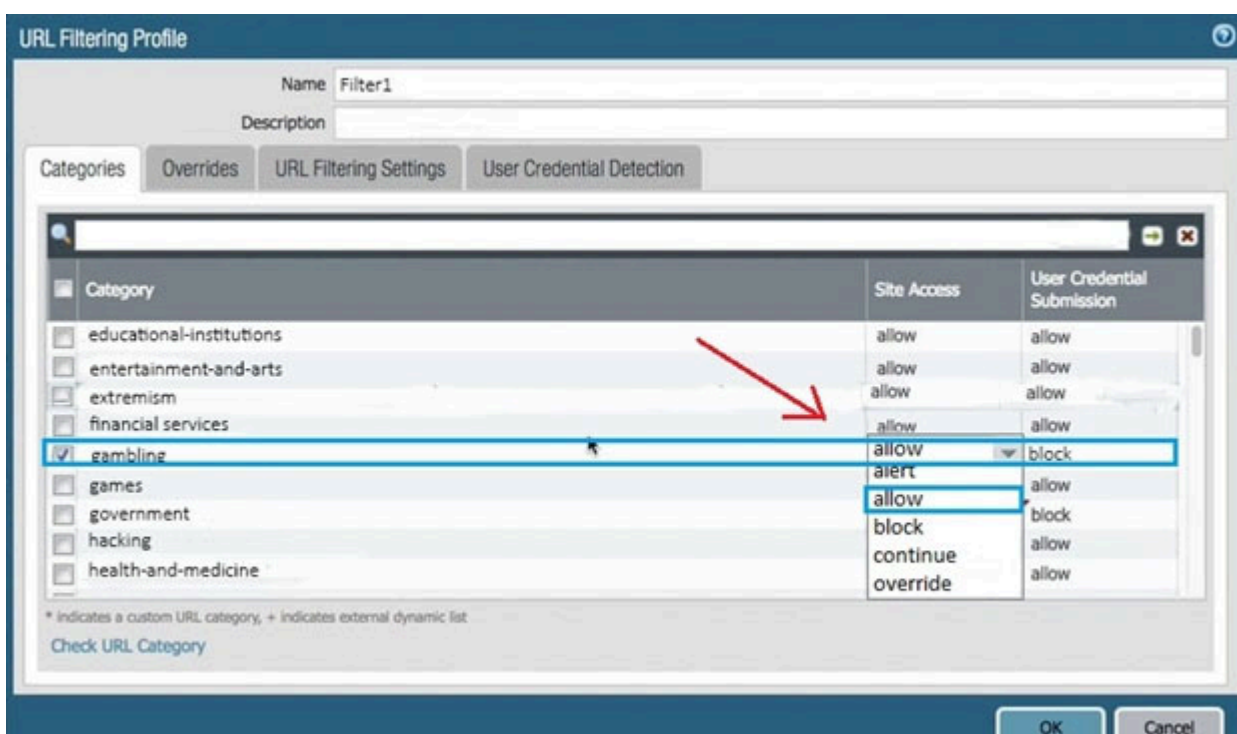 URL Filtering Profile
Name Filter1
Description
Categories Overrides URL Filtering Settings User Credential Detection
Category Site Access User Credential Submission
educational-institutions allow allow
entertainment-and-arts allow allow
extremism allow allow
financial services allow allow
gambling allow block
alert
games allow
allow
government block
block
hacking allow
continue
health-and-medicine allow
override
* indicates a custom URL category, + indicates external dynamic list
Check URL Category
OK Cancel